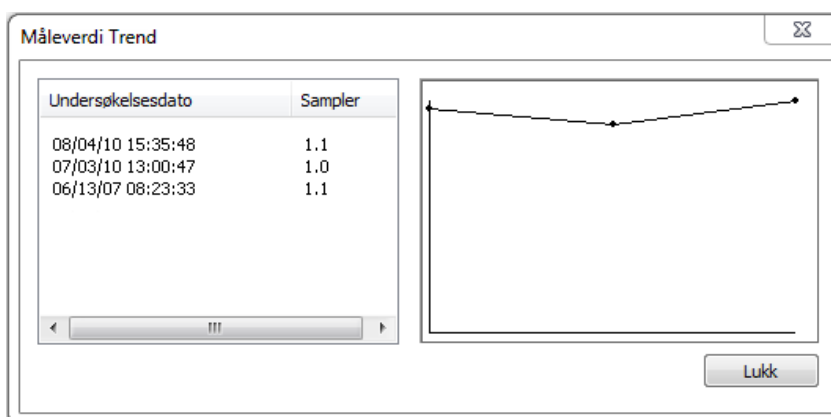 Måleverdi Trend
Undersøkelsesdato Sampler
08/04/10 15:35:48 1.1
07/03/10 13:00:47 1.0
06/13/07 08:23:33 1.1
Lukk